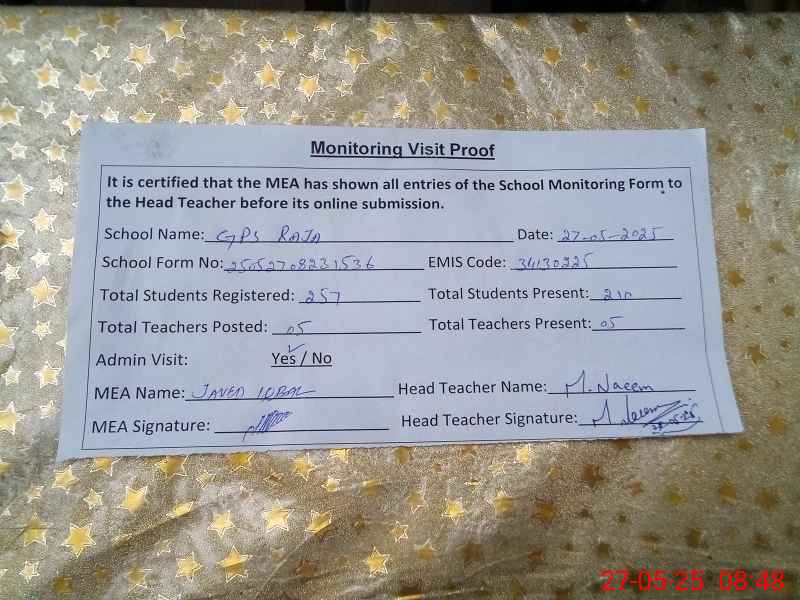 Monitoring Visit Proof
It is certified that the MEA has shown all entries of the School Monitoring Form to
the Head Teacher before its online submission.
School Name: GPS RAJA Date: 27-05-2025
School Form No: 25052708231536 EMIS Code: 34130225
Total Students Registered: 257 Total Students Present: 210
Total Teachers Posted: 05 Total Teachers Present: 05
Admin Visit: Yes / No
MEA Name: JAVED IQBAL Head Teacher Name: M. Naeem
MEA Signature: Head Teacher Signature: M. Naeem
27-05-25 08:48